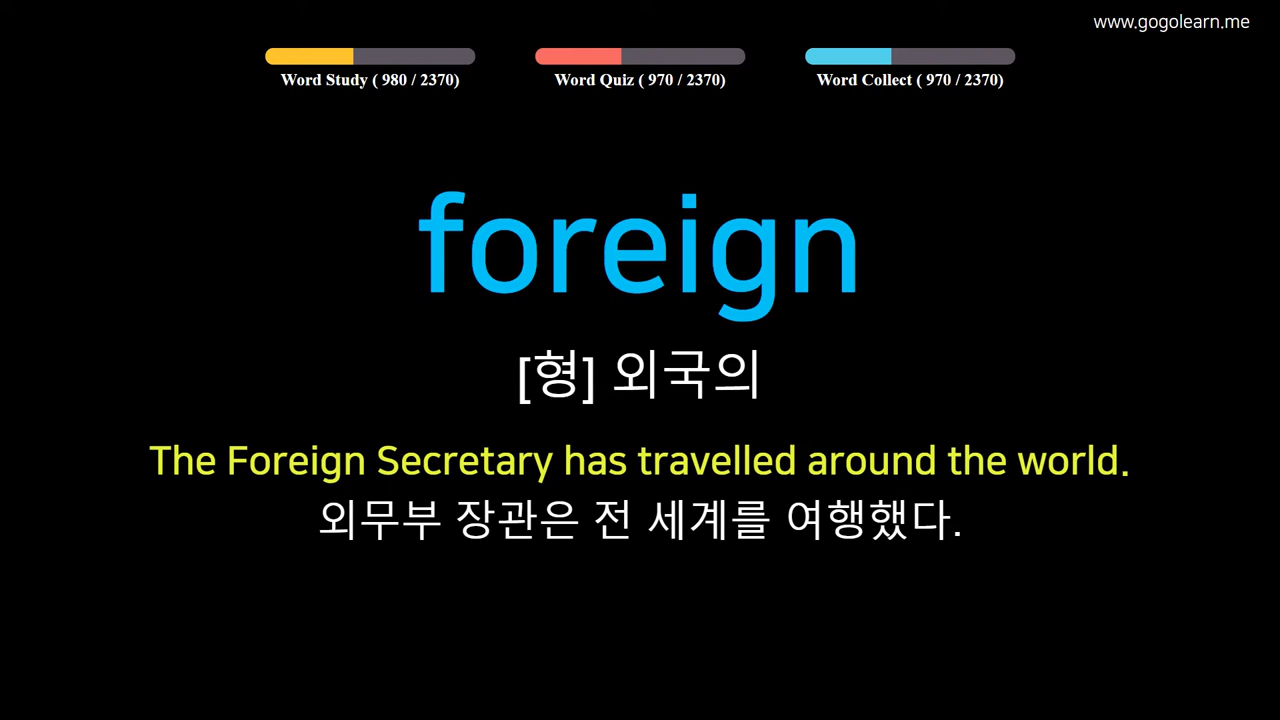 www.gogolearn.me
Word Study ( 980 / 2370)
Word Quiz ( 970 / 2370)
Word Collect ( 970 / 2370)
foreign
[형] 외국의
The Foreign Secretary has travelled around the world.
외무부 장관은 전 세계를 여행했다.